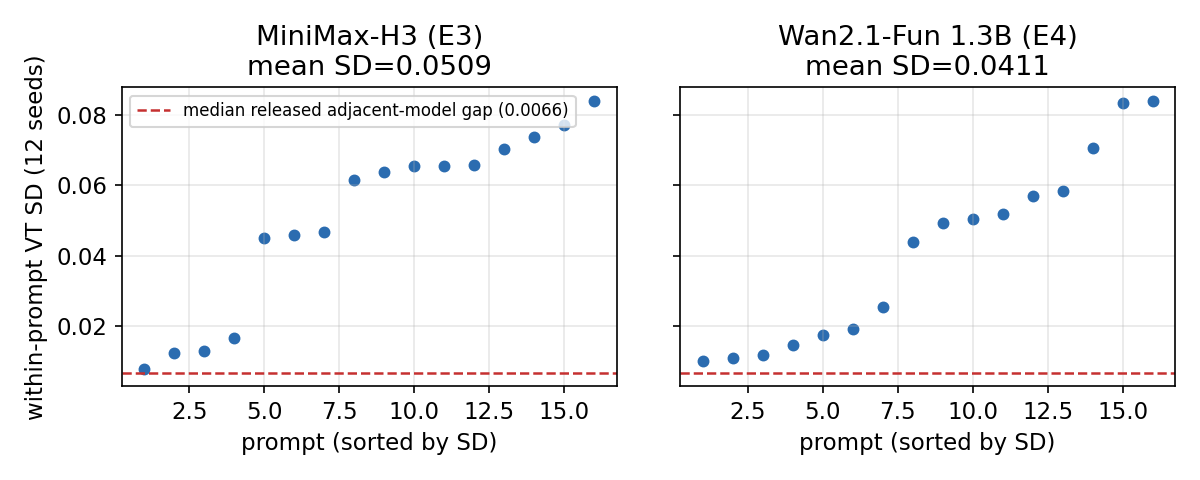 MiniMax-H3 (E3)
mean SD=0.0509
Wan2.1-Fun 1.3B (E4)
mean SD=0.0411
within-prompt VT SD (12 seeds)
median released adjacent-model gap (0.0066)
0.08
0.06
0.04
0.02
2.5 5.0 7.5 10.0 12.5 15.0
2.5 5.0 7.5 10.0 12.5 15.0
prompt (sorted by SD)
prompt (sorted by SD)